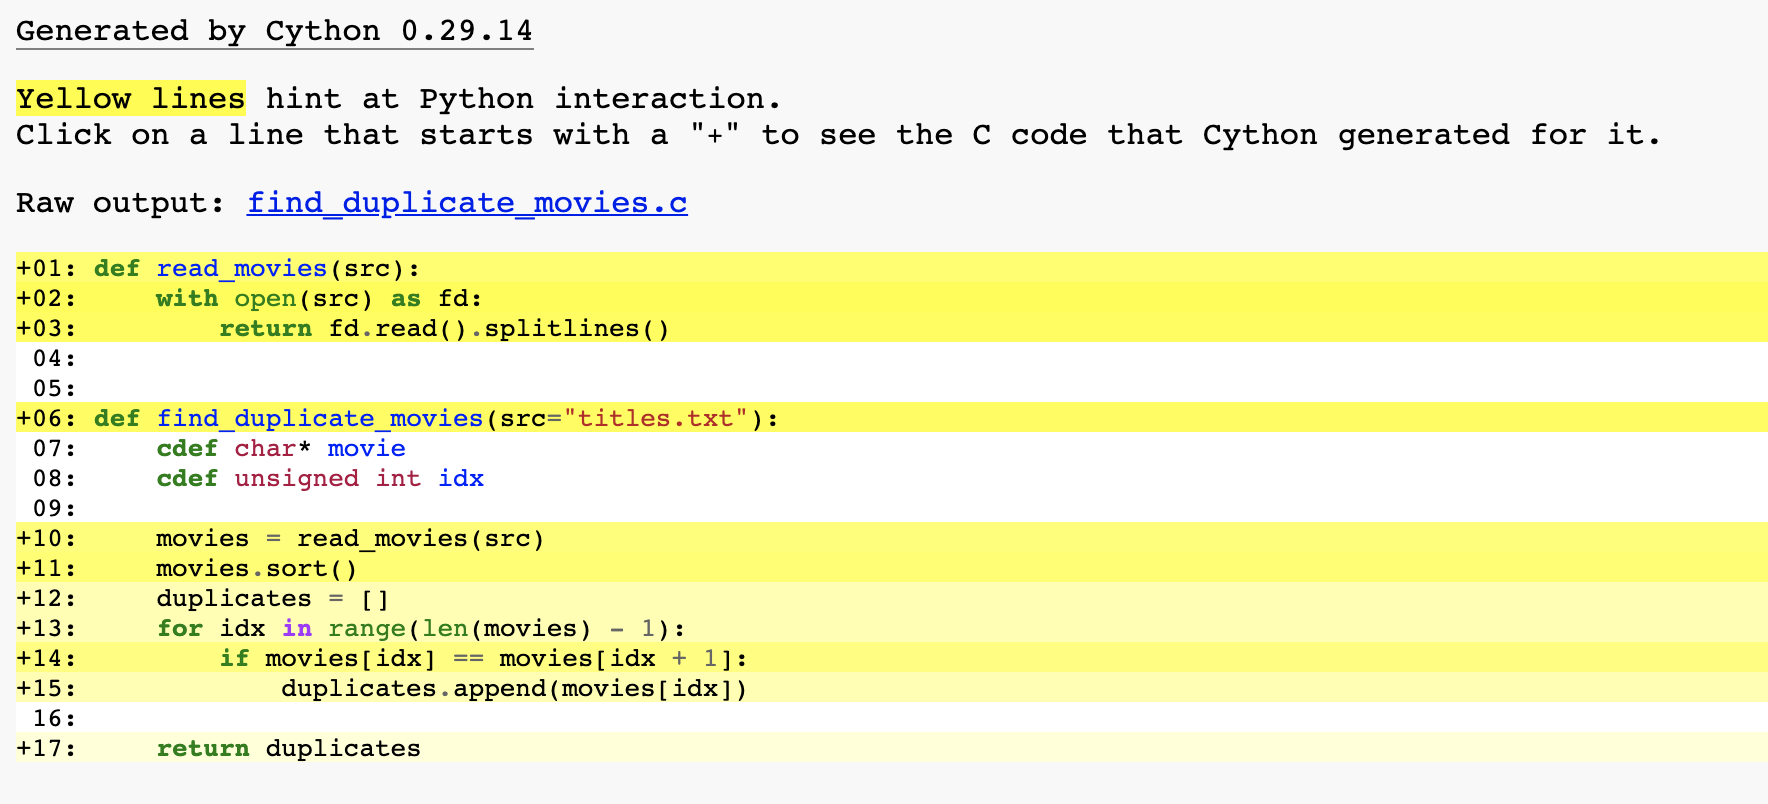 Generated by Cython 0.29.14
Yellow lines hint at Python interaction.
Click on a line that starts with a "+" to see the C code that Cython generated for it.
Raw output: find_duplicate_movies.c
+01: def read_movies(src):
+02:     with open(src) as fd:
+03:         return fd.read().splitlines()
 04:
 05:
+06: def find_duplicate_movies(src="titles.txt"):
 07:     cdef char* movie
 08:     cdef unsigned int idx
 09:
+10:     movies = read_movies(src)
+11:     movies.sort()
+12:     duplicates = []
+13:     for idx in range(len(movies) - 1):
+14:         if movies[idx] == movies[idx + 1]:
+15:             duplicates.append(movies[idx])
 16:
+17:     return duplicates